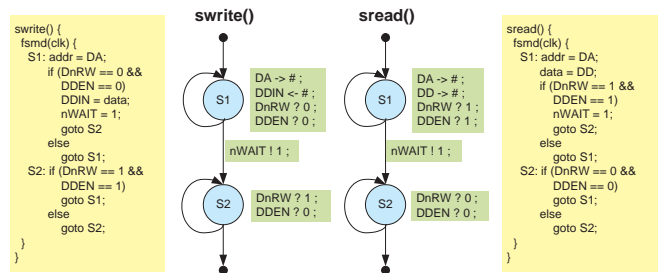 swrite() {
fsmd(clk) {
S1: addr = DA;
if (DnRW == 0 &&
DDEN == 0)
DDIN = data;
nWAIT = 1;
goto S2
else
goto S1;
S2: if (DnRW == 1 &&
DDEN == 1)
goto S1;
else
goto S2;
}
}
swrite()
S1
DA -> # ;
DDIN <- # ;
DnRW ? 0 ;
DDEN ? 0 ;
nWAIT ! 1 ;
S2
DnRW ? 1 ;
DDEN ? 0 ;
sread()
S1
DA -> # ;
DD -> # ;
DnRW ? 1 ;
DDEN ? 1 ;
nWAIT ! 1 ;
S2
DnRW ? 0 ;
DDEN ? 0 ;
sread() {
fsmd(clk) {
S1: addr = DA;
data = DD;
if (DnRW == 1 &&
DDEN == 1)
nWAIT = 1;
goto S2;
else
goto S1;
S2: if (DnRW == 0 &&
DDEN == 0)
goto S1;
else
goto S2;
}
}